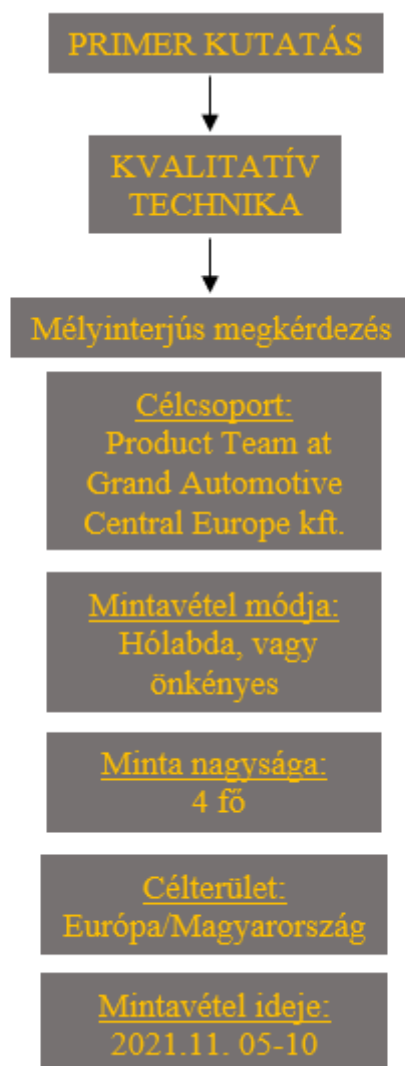 PRIMER KUTATÁS
KVALITATÍV
TECHNIKA
Mélyinterjús megkérdezés
Célcsoport:
Product Team at
Grand Automotive
Central Europe kft.
Mintavétel módja:
Hólabda, vagy
önkényes
Minta nagysága:
4 fő
Célterület:
Európa/Magyarország
Mintavétel ideje:
2021.11. 05-10